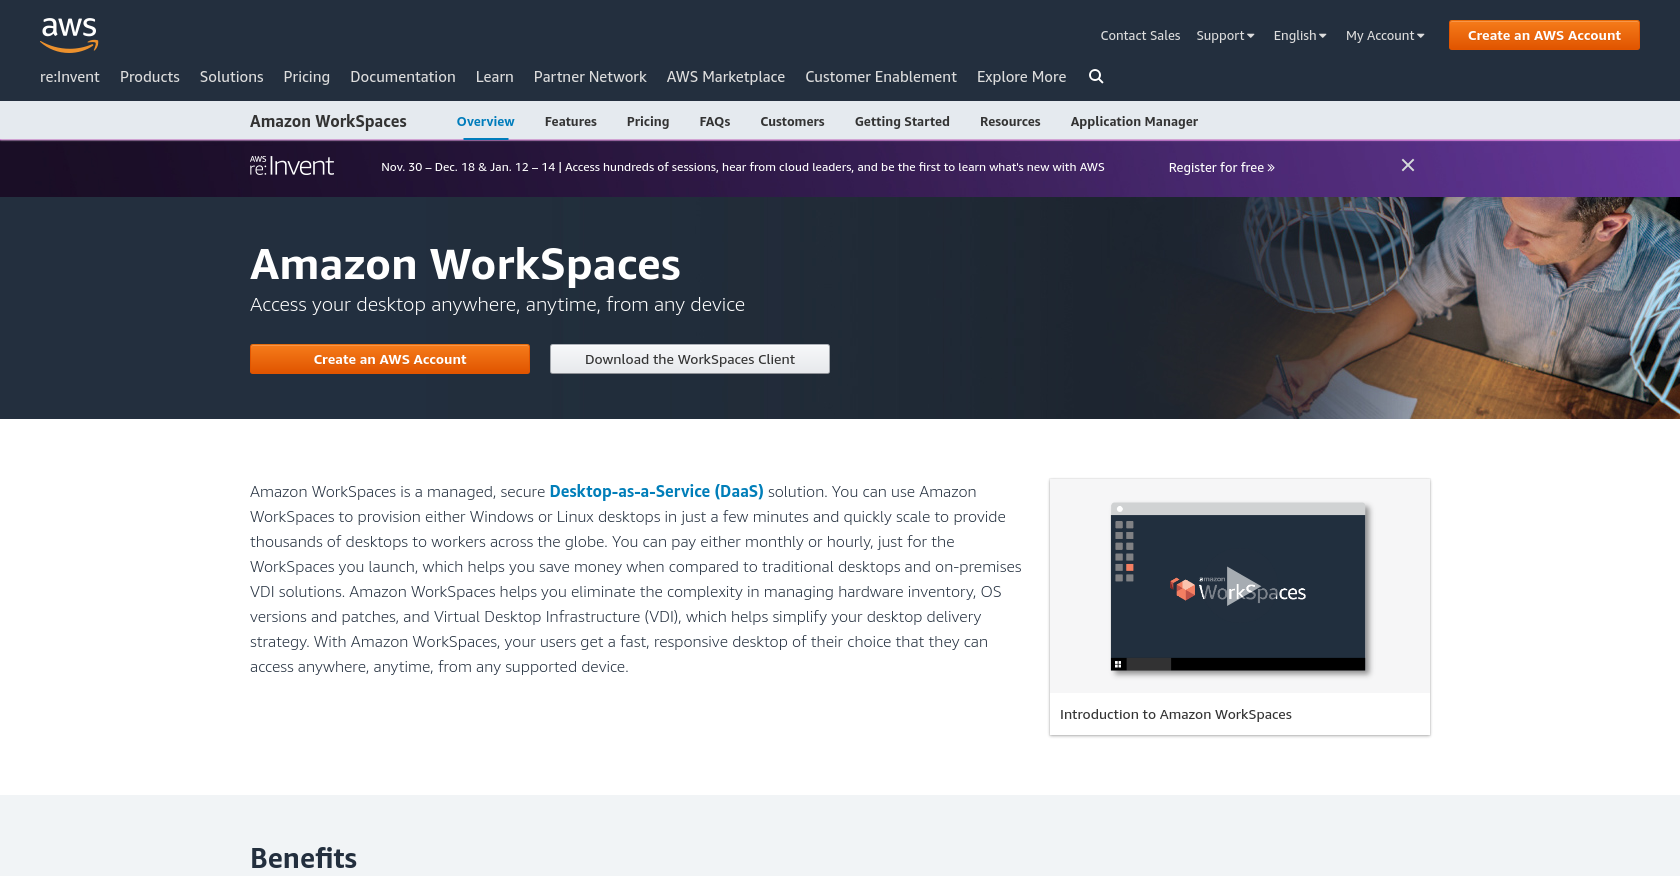 aws
Contact Sales Support English My Account Create an AWS Account
re:Invent Products Solutions Pricing Documentation Learn Partner Network AWS Marketplace Customer Enablement Explore More
Amazon WorkSpaces Overview Features Pricing FAQs Customers Getting Started Resources Application Manager
AWS
re:Invent Nov. 30 – Dec. 18 & Jan. 12 – 14 | Access hundreds of sessions, hear from cloud leaders, and be the first to learn what's new with AWS Register for free »
Amazon WorkSpaces
Access your desktop anywhere, anytime, from any device
Create an AWS Account Download the WorkSpaces Client
Amazon WorkSpaces is a managed, secure Desktop-as-a-Service (DaaS) solution. You can use Amazon
WorkSpaces to provision either Windows or Linux desktops in just a few minutes and quickly scale to provide
thousands of desktops to workers across the globe. You can pay either monthly or hourly, just for the
WorkSpaces you launch, which helps you save money when compared to traditional desktops and on-premises
VDI solutions. Amazon WorkSpaces helps you eliminate the complexity in managing hardware inventory, OS
versions and patches, and Virtual Desktop Infrastructure (VDI), which helps simplify your desktop delivery
strategy. With Amazon WorkSpaces, your users get a fast, responsive desktop of their choice that they can
access anywhere, anytime, from any supported device.
amazon
WorkSpaces
Introduction to Amazon WorkSpaces
Benefits